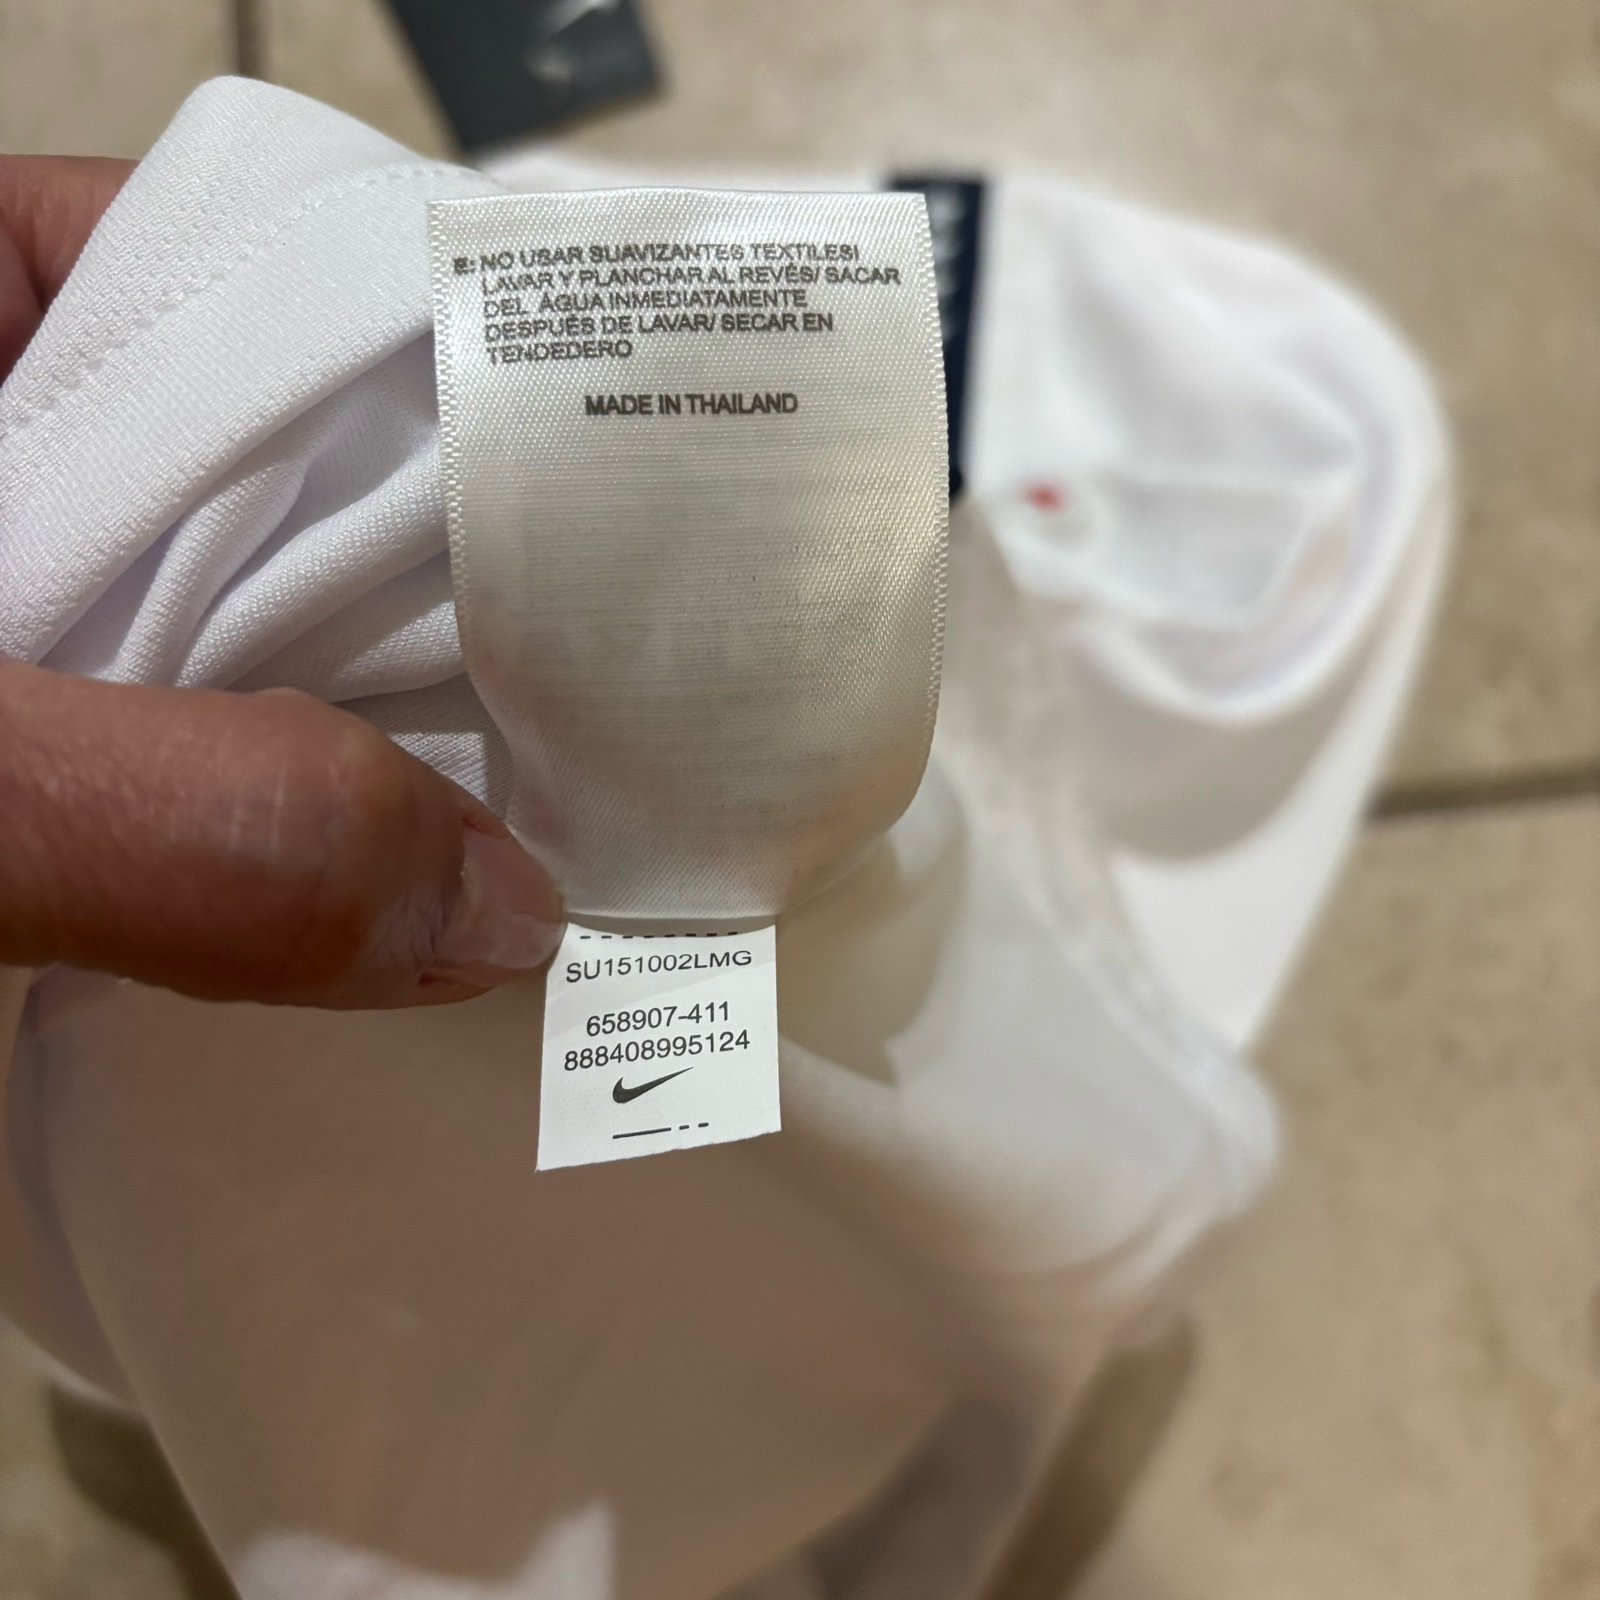 E: NO USAR SUAVIZANTES TEXTILES/
LAVAR Y PLANCHAR AL REVÉS/ SACAR
DEL AGUA INMEDIATAMENTE
DESPUÉS DE LAVAR/ SECAR EN
TENDEDERO
MADE IN THAILAND
SU151002LMG
658907-411
888408995124